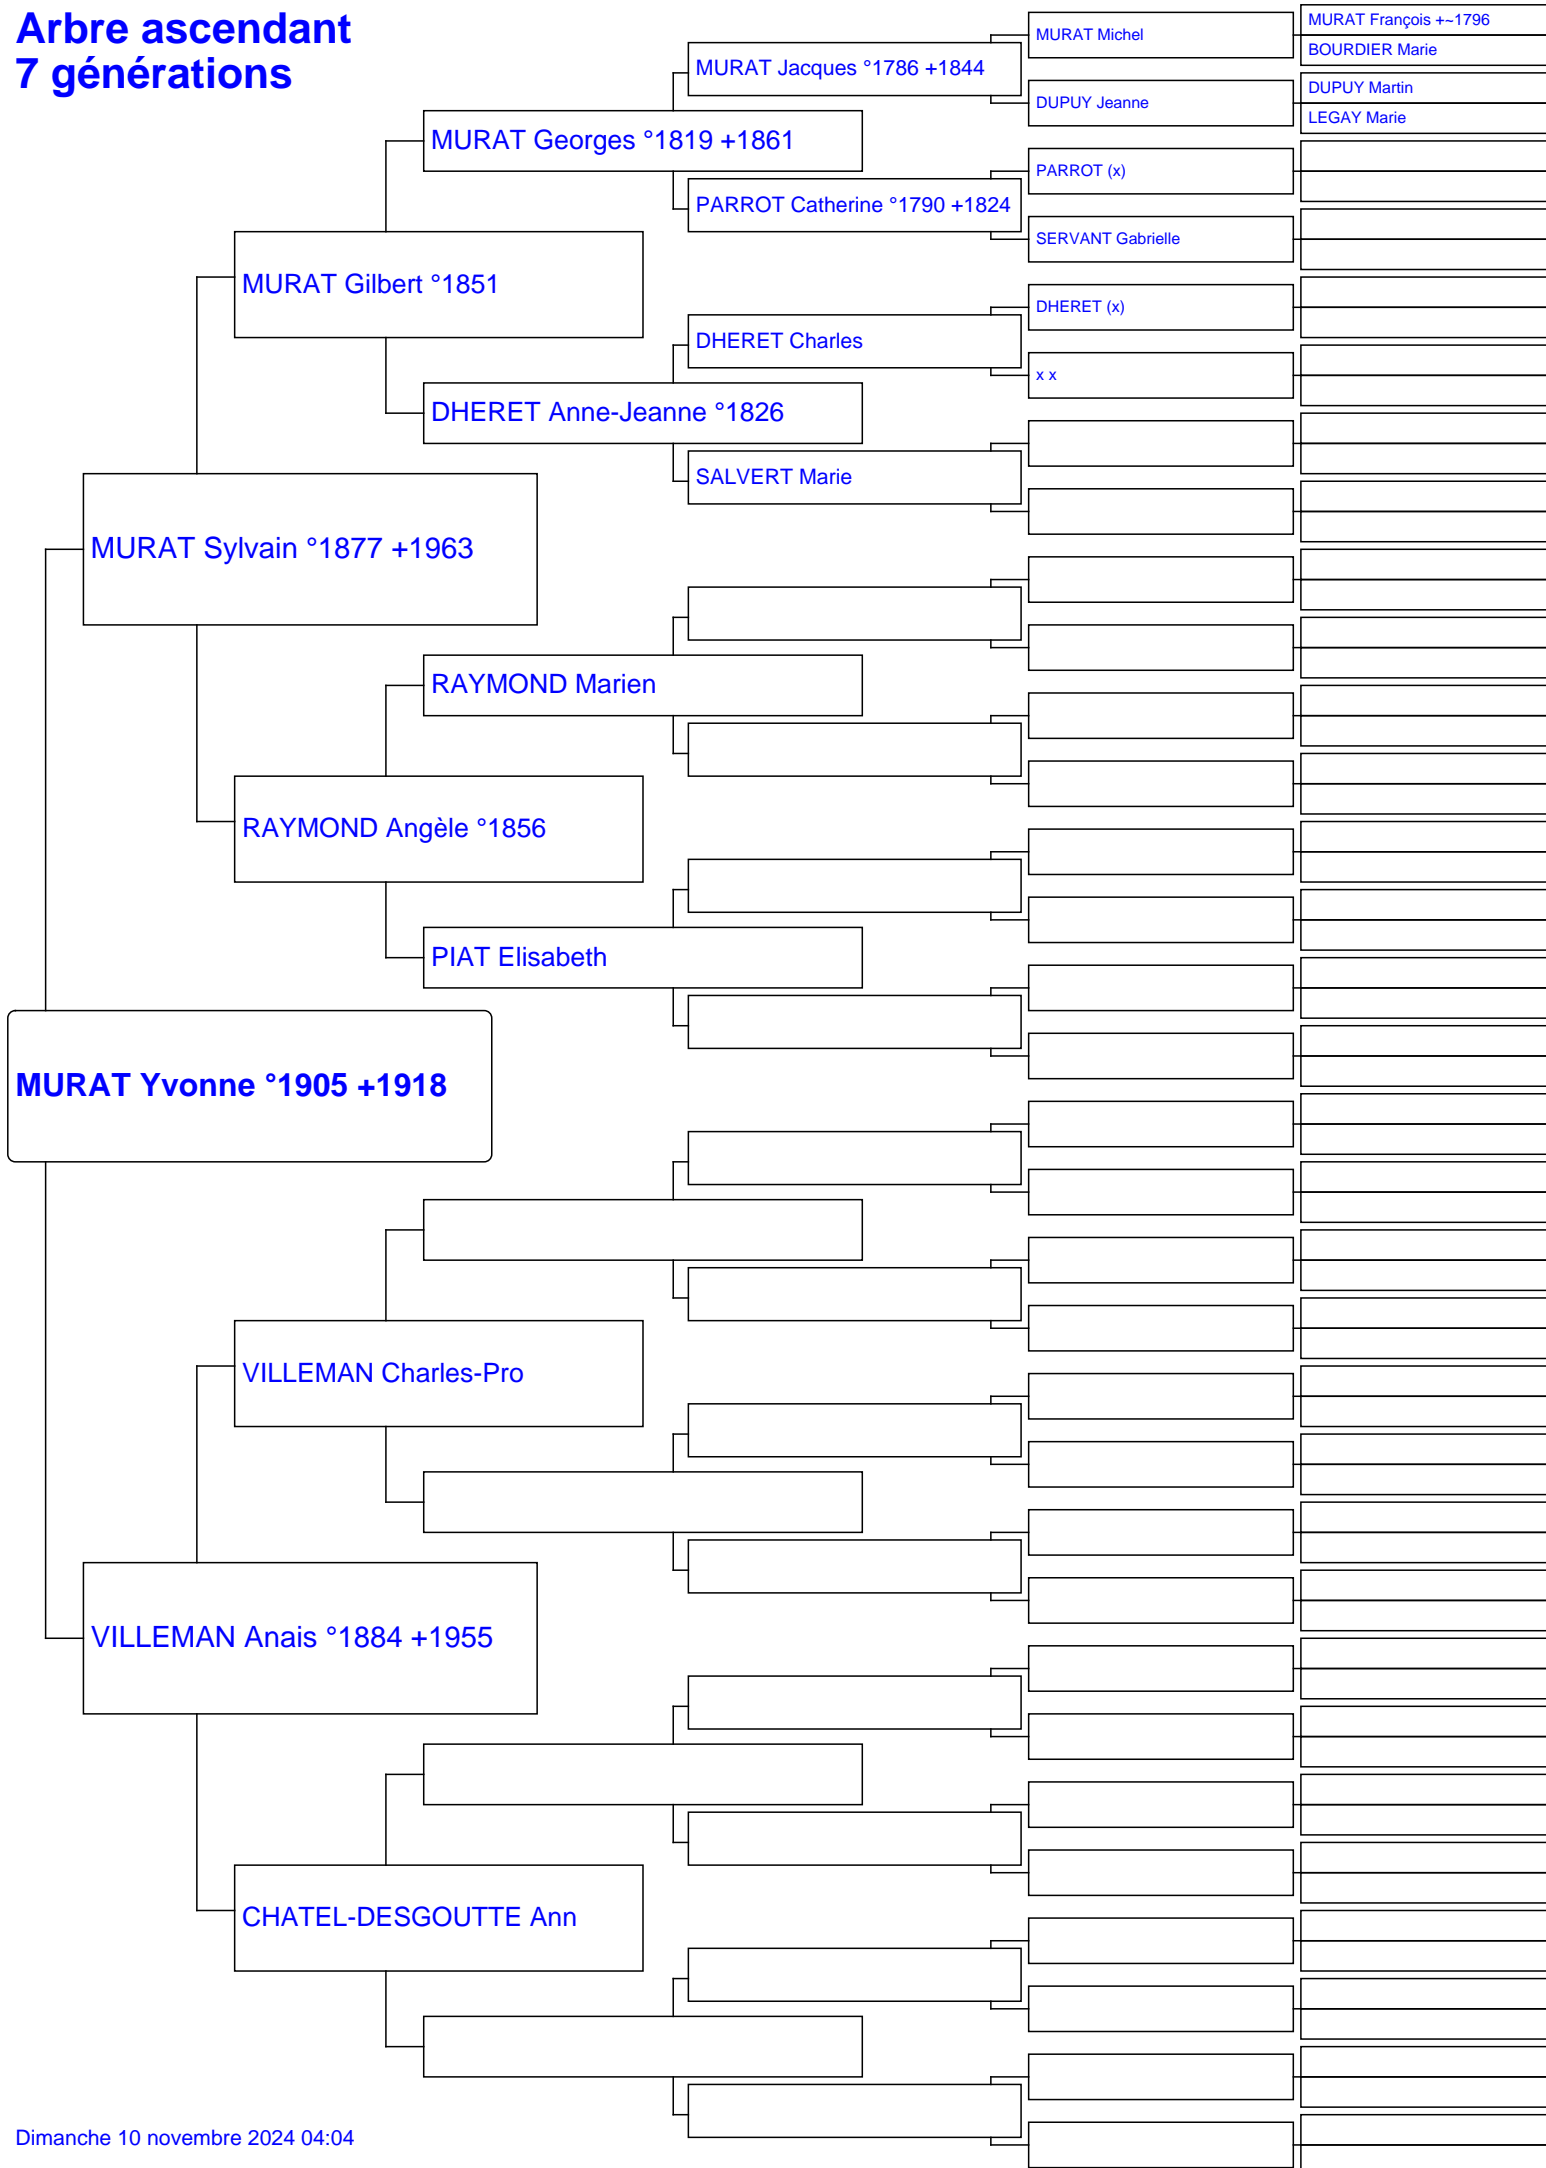 Arbre ascendant
7 générations
MURAT Yvonne °1905 +1918
MURAT Sylvain °1877 +1963
VILLEMAN Anais °1884 +1955
MURAT Gilbert °1851
RAYMOND Angèle °1856
VILLEMAN Charles-Pro
CHATEL-DESGOUTTE Ann
MURAT Georges °1819 +1861
DHERET Anne-Jeanne °1826
RAYMOND Marien
PIAT Elisabeth
MURAT Jacques °1786 +1844
PARROT Catherine °1790 +1824
DHERET Charles
SALVERT Marie
MURAT Michel
DUPUY Jeanne
PARROT (x)
SERVANT Gabrielle
DHERET (x)
x x
MURAT François +~1796
BOURDIER Marie
DUPUY Martin
LEGAY Marie
Dimanche 10 novembre 2024 04:04